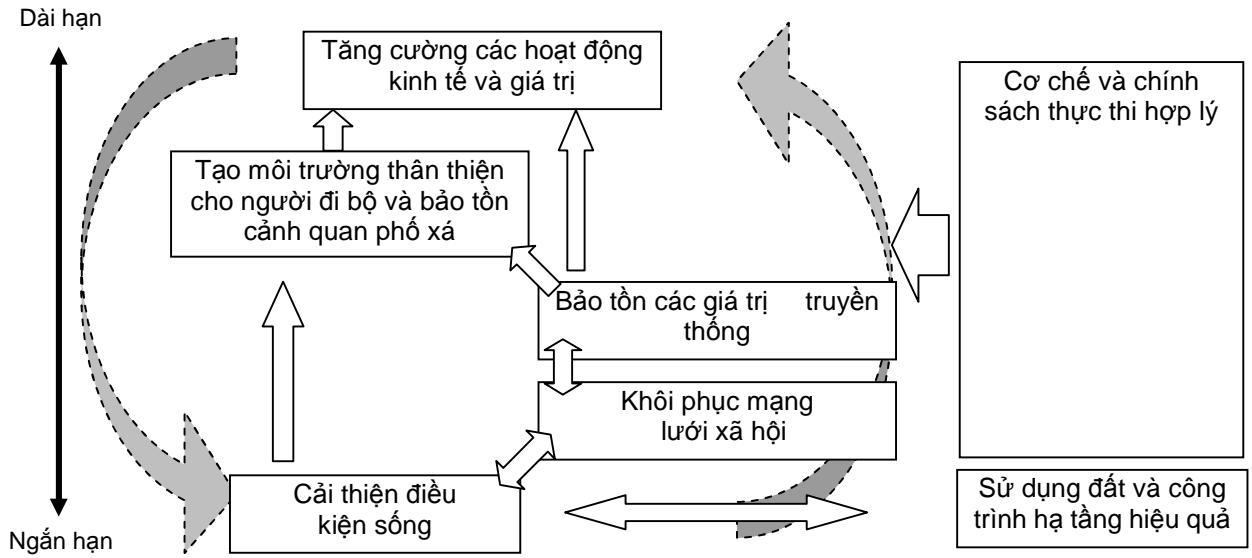 Dài hạn
Tăng cường các hoạt động
kinh tế và giá trị
Cơ chế và chính
sách thực thi hợp lý
Tạo môi trường thân thiện
cho người đi bộ và bảo tồn
cảnh quan phố xá
Bảo tồn các giá trị truyền
thống
Khôi phục mạng
lưới xã hội
Cải thiện điều
kiện sống
Sử dụng đất và công
trình hạ tầng hiệu quả
Ngắn hạn